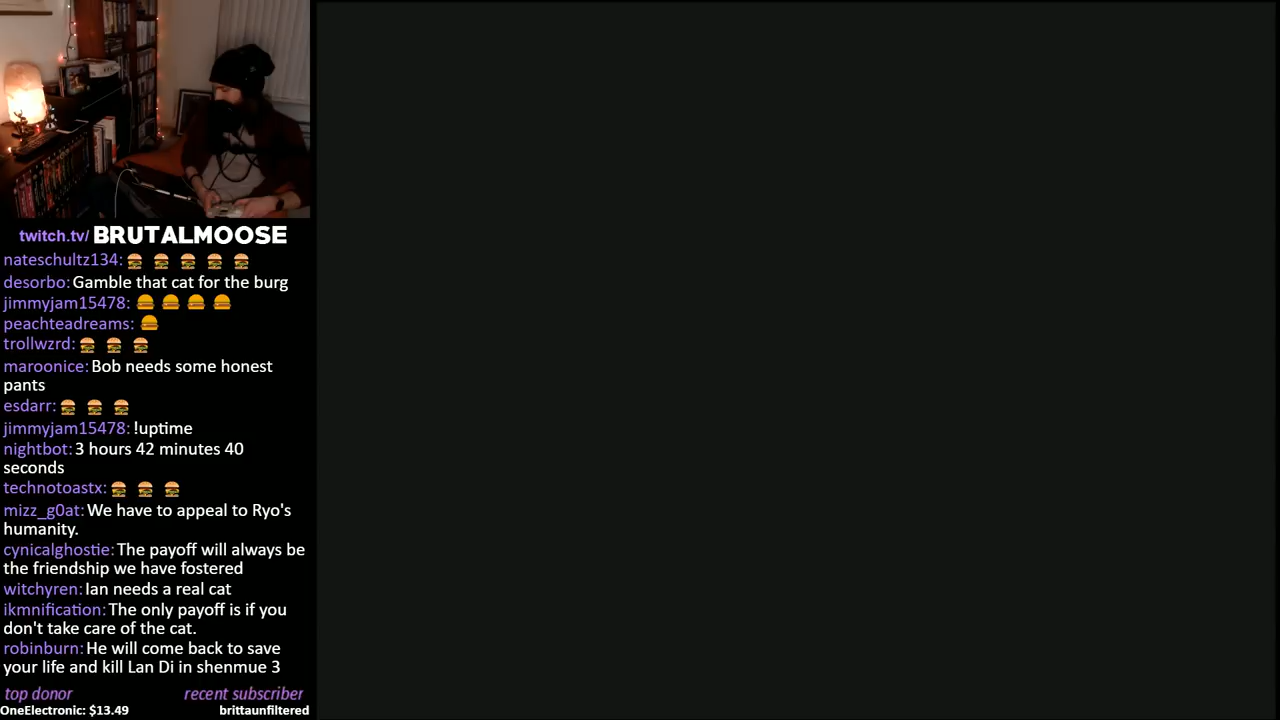 twitch.tv/ BRUTALMOOSE
nateschultz134:
desorbo: Gamble that cat for the burg
jimmyjam15478:
peachteadreams:
trollwzrd:
maroonice: Bob needs some honest
pants
esdarr:
jimmyjam15478: !uptime
nightbot: 3 hours 42 minutes 40
seconds
technotoastx:
mizz_g0at: We have to appeal to Ryo's
humanity.
cynicalghostie: The payoff will always be
the friendship we have fostered
witchyren: Ian needs a real cat
ikmnification: The only payoff is if you
don't take care of the cat.
robinburn: He will come back to save
your life and kill Lan Di in shenmue 3
top donor recent subscriber
OneElectronic: $13.49 brittaunfiltered